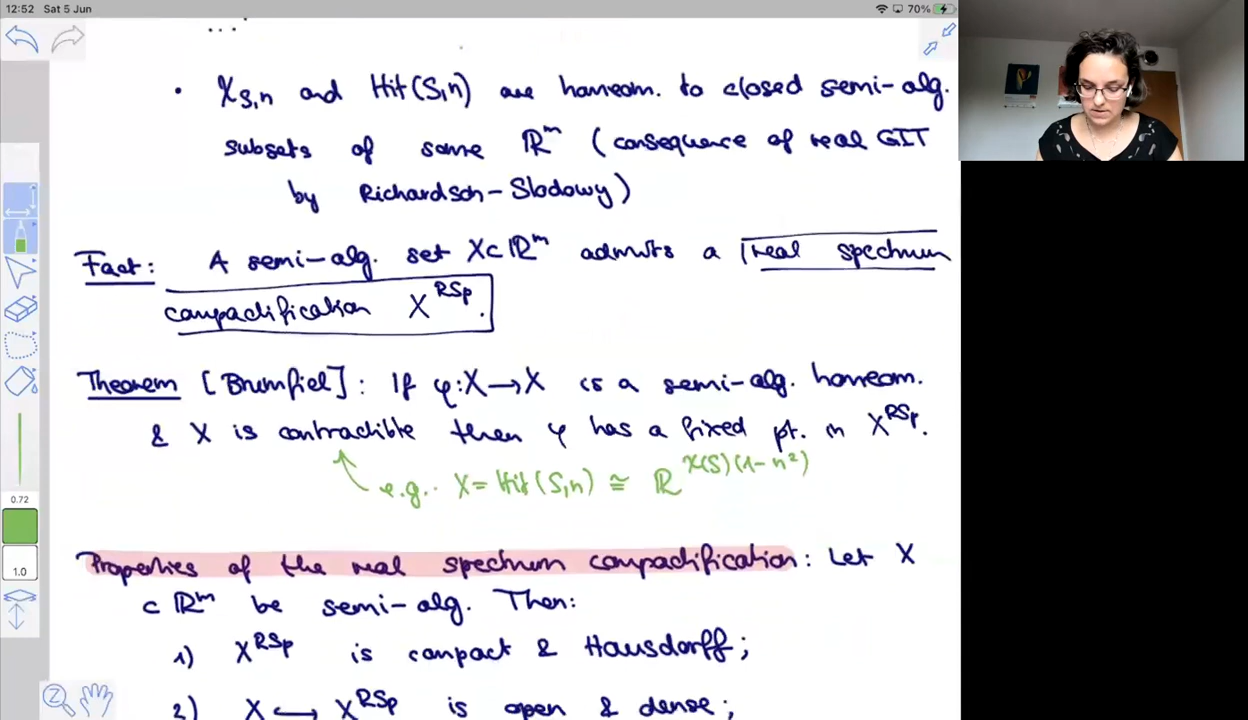 12:52 Sat 5 Jun 70%
...
• X_{S,n} and Hit(S,n) are homeom. to closed semi-alg.
subsets of some ℝ^m (consequence of real GIT
by Richardson-Slodowy)
Fact: A semi-alg. set X⊂ℝ^m admits a real spectrum
compactification X^{RSp}.
Theorem [Brumfiel]: If φ:X→X is a semi-alg. homeom.
& X is contractible then φ has a fixed pt. in X^{RSp}.
e.g. X = Hit(S,n) ≅ ℝ^{χ(S)(1-n²)}
Properties of the real spectrum compactification: Let X
⊂ ℝ^m be semi-alg. Then:
1) X^{RSp} is compact & Hausdorff;
2) X ↪ X^{RSp} is open & dense;
0.72
1.0